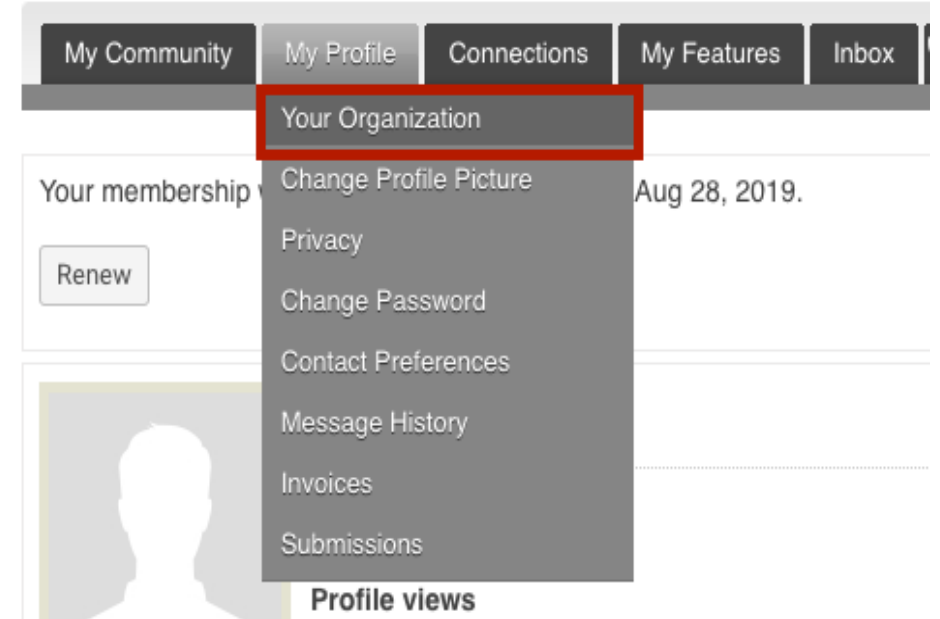 My Community My Profile Connections My Features Inbox
Your Organization
Change Profile Picture
Your membership Aug 28, 2019.
Privacy
Renew
Change Password
Contact Preferences
Message History
Invoices
Submissions
Profile views